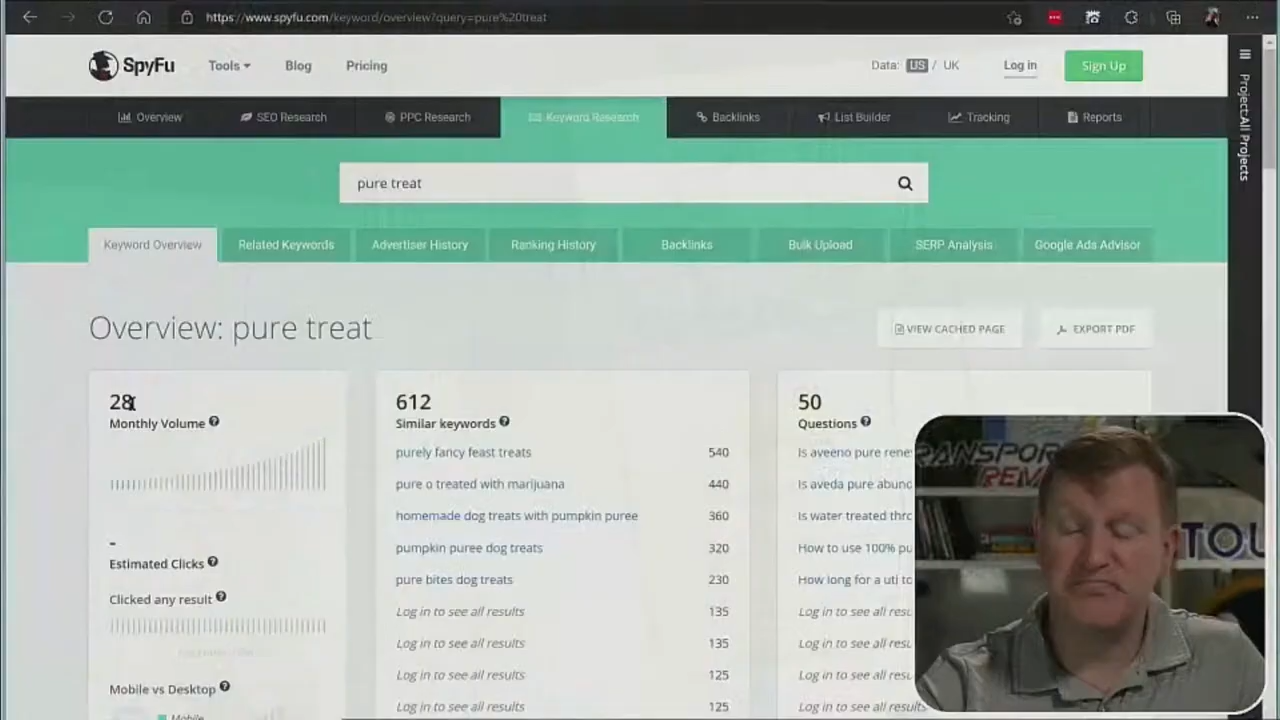 https://www.spyfu.com/keyword/overview?query=pure%20treat
SpyFu
Tools
Blog
Pricing
Data: US / UK
Log in
Sign Up
Overview
SEO Research
PPC Research
Keyword Research
Backlinks
List Builder
Tracking
Reports
Project:All Projects
pure treat
Keyword Overview
Related Keywords
Advertiser History
Ranking History
Backlinks
Bulk Upload
SERP Analysis
Google Ads Advisor
Overview: pure treat
VIEW CACHED PAGE
EXPORT PDF
28
Monthly Volume
-
Estimated Clicks
Clicked any result
Mobile vs Desktop
Mobile
612
Similar keywords
purely fancy feast treats 540
pure o treated with marijuana 440
homemade dog treats with pumpkin puree 360
pumpkin puree dog treats 320
pure bites dog treats 230
Log in to see all results 135
Log in to see all results 135
Log in to see all results 125
Log in to see all results 125
50
Questions
Is aveeno pure rene
Is aveda pure abund
Is water treated thro
How to use 100% pu
How long for a uti to
Log in to see all resu
Log in to see all resu
Log in to see all resu
Log in to see all resu
TOU